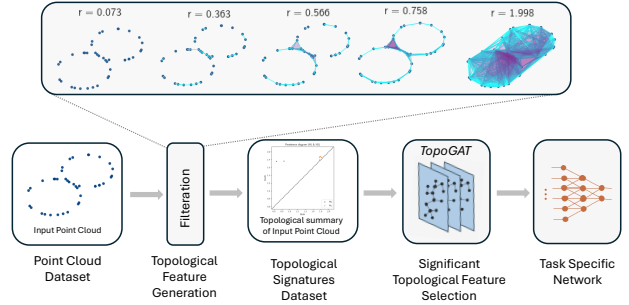 r = 0.073
r = 0.363
r = 0.566
r = 0.758
r = 1.998
Input Point Cloud
Filteration
Topological summary
of Input Point Cloud
TopoGAT
Point Cloud
Dataset
Topological
Feature
Generation
Topological
Signatures
Dataset
Significant
Topological Feature
Selection
Task Specific
Network